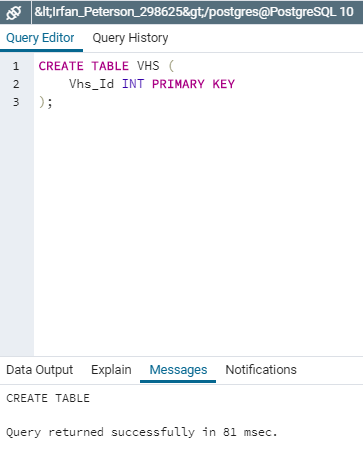 &lt;Irfan_Peterson_298625&gt;/postgres@PostgreSQL 10
Query Editor Query History
1 CREATE TABLE VHS (
2 Vhs_Id INT PRIMARY KEY
3 );
Data Output Explain Messages Notifications
CREATE TABLE
Query returned successfully in 81 msec.